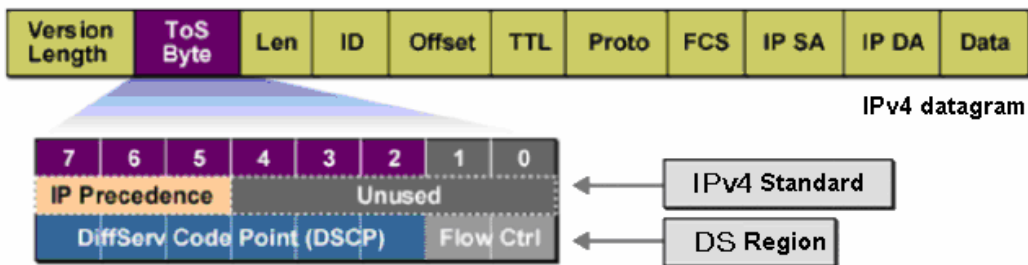 Version Length ToS Byte Len ID Offset TTL Proto FCS IP SA IP DA Data
IPv4 datagram
7 6 5 4 3 2 1 0
IP Precedence Unused
IPv4 Standard
DiffServ Code Point (DSCP) Flow Ctrl
DS Region